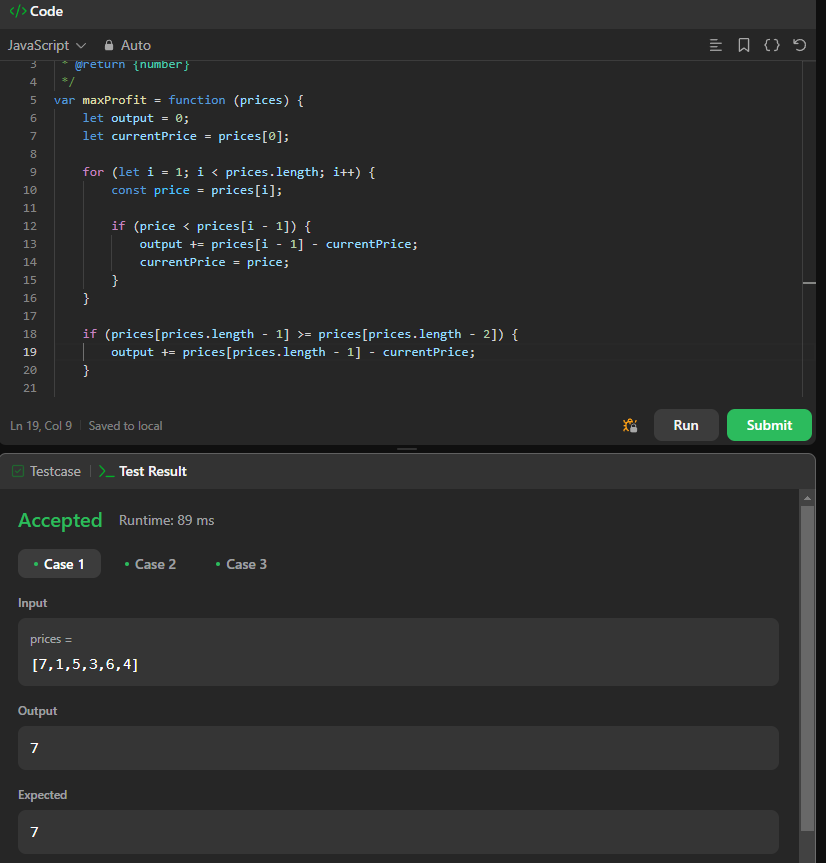 </> Code
JavaScript Auto
3 * @return {number}
4 */
5 var maxProfit = function (prices) {
6 let output = 0;
7 let currentPrice = prices[0];
8
9 for (let i = 1; i < prices.length; i++) {
10 const price = prices[i];
11
12 if (price < prices[i - 1]) {
13 output += prices[i - 1] - currentPrice;
14 currentPrice = price;
15 }
16 }
17
18 if (prices[prices.length - 1] >= prices[prices.length - 2]) {
19 output += prices[prices.length - 1] - currentPrice;
20 }
21
Ln 19, Col 9 Saved to local Run Submit
Testcase >_ Test Result
Accepted Runtime: 89 ms
• Case 1 • Case 2 • Case 3
Input
prices =
[7,1,5,3,6,4]
Output
7
Expected
7